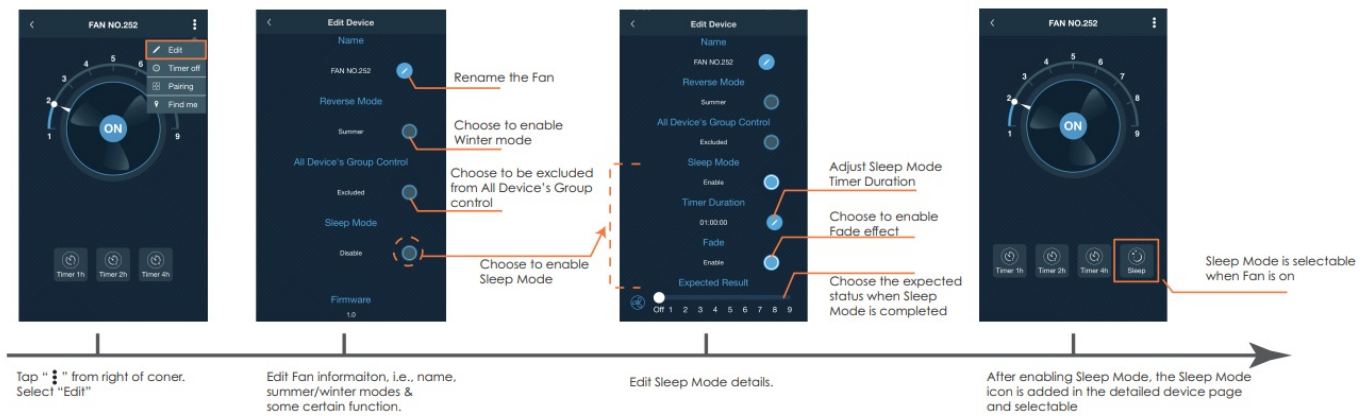 FAN NO.252
Edit
Timer off
Pairing
Find me
1
2
3
4
5
6
9
ON
Timer 1h
Timer 2h
Timer 4h
Edit Device
Name
FAN NO.252
Reverse Mode
Summer
All Device's Group Control
Excluded
Sleep Mode
Disable
Firmware
1.0
Rename the Fan
Choose to enable
Winter mode
Choose to be excluded
from All Device's Group
control
Choose to enable
Sleep Mode
Edit Device
Name
FAN NO.252
Reverse Mode
Summer
All Device's Group Control
Excluded
Sleep Mode
Enable
Timer Duration
01:00:00
Fade
Enable
Expected Result
Off 1 2 3 4 5 6 7 8 9
Adjust Sleep Mode
Timer Duration
Choose to enable
Fade effect
Choose the expected
status when Sleep
Mode is completed
FAN NO.252
1
2
3
4
5
6
7
8
9
ON
Timer 1h
Timer 2h
Timer 4h
Sleep
Sleep Mode is selectable
when Fan is on
Tap “⋮” from right of coner.
Select “Edit”
Edit Fan informaiton, i.e., name,
summer/winter modes &
some certain function.
Edit Sleep Mode details.
After enabling Sleep Mode, the Sleep Mode
icon is added in the detailed device page
and selectable